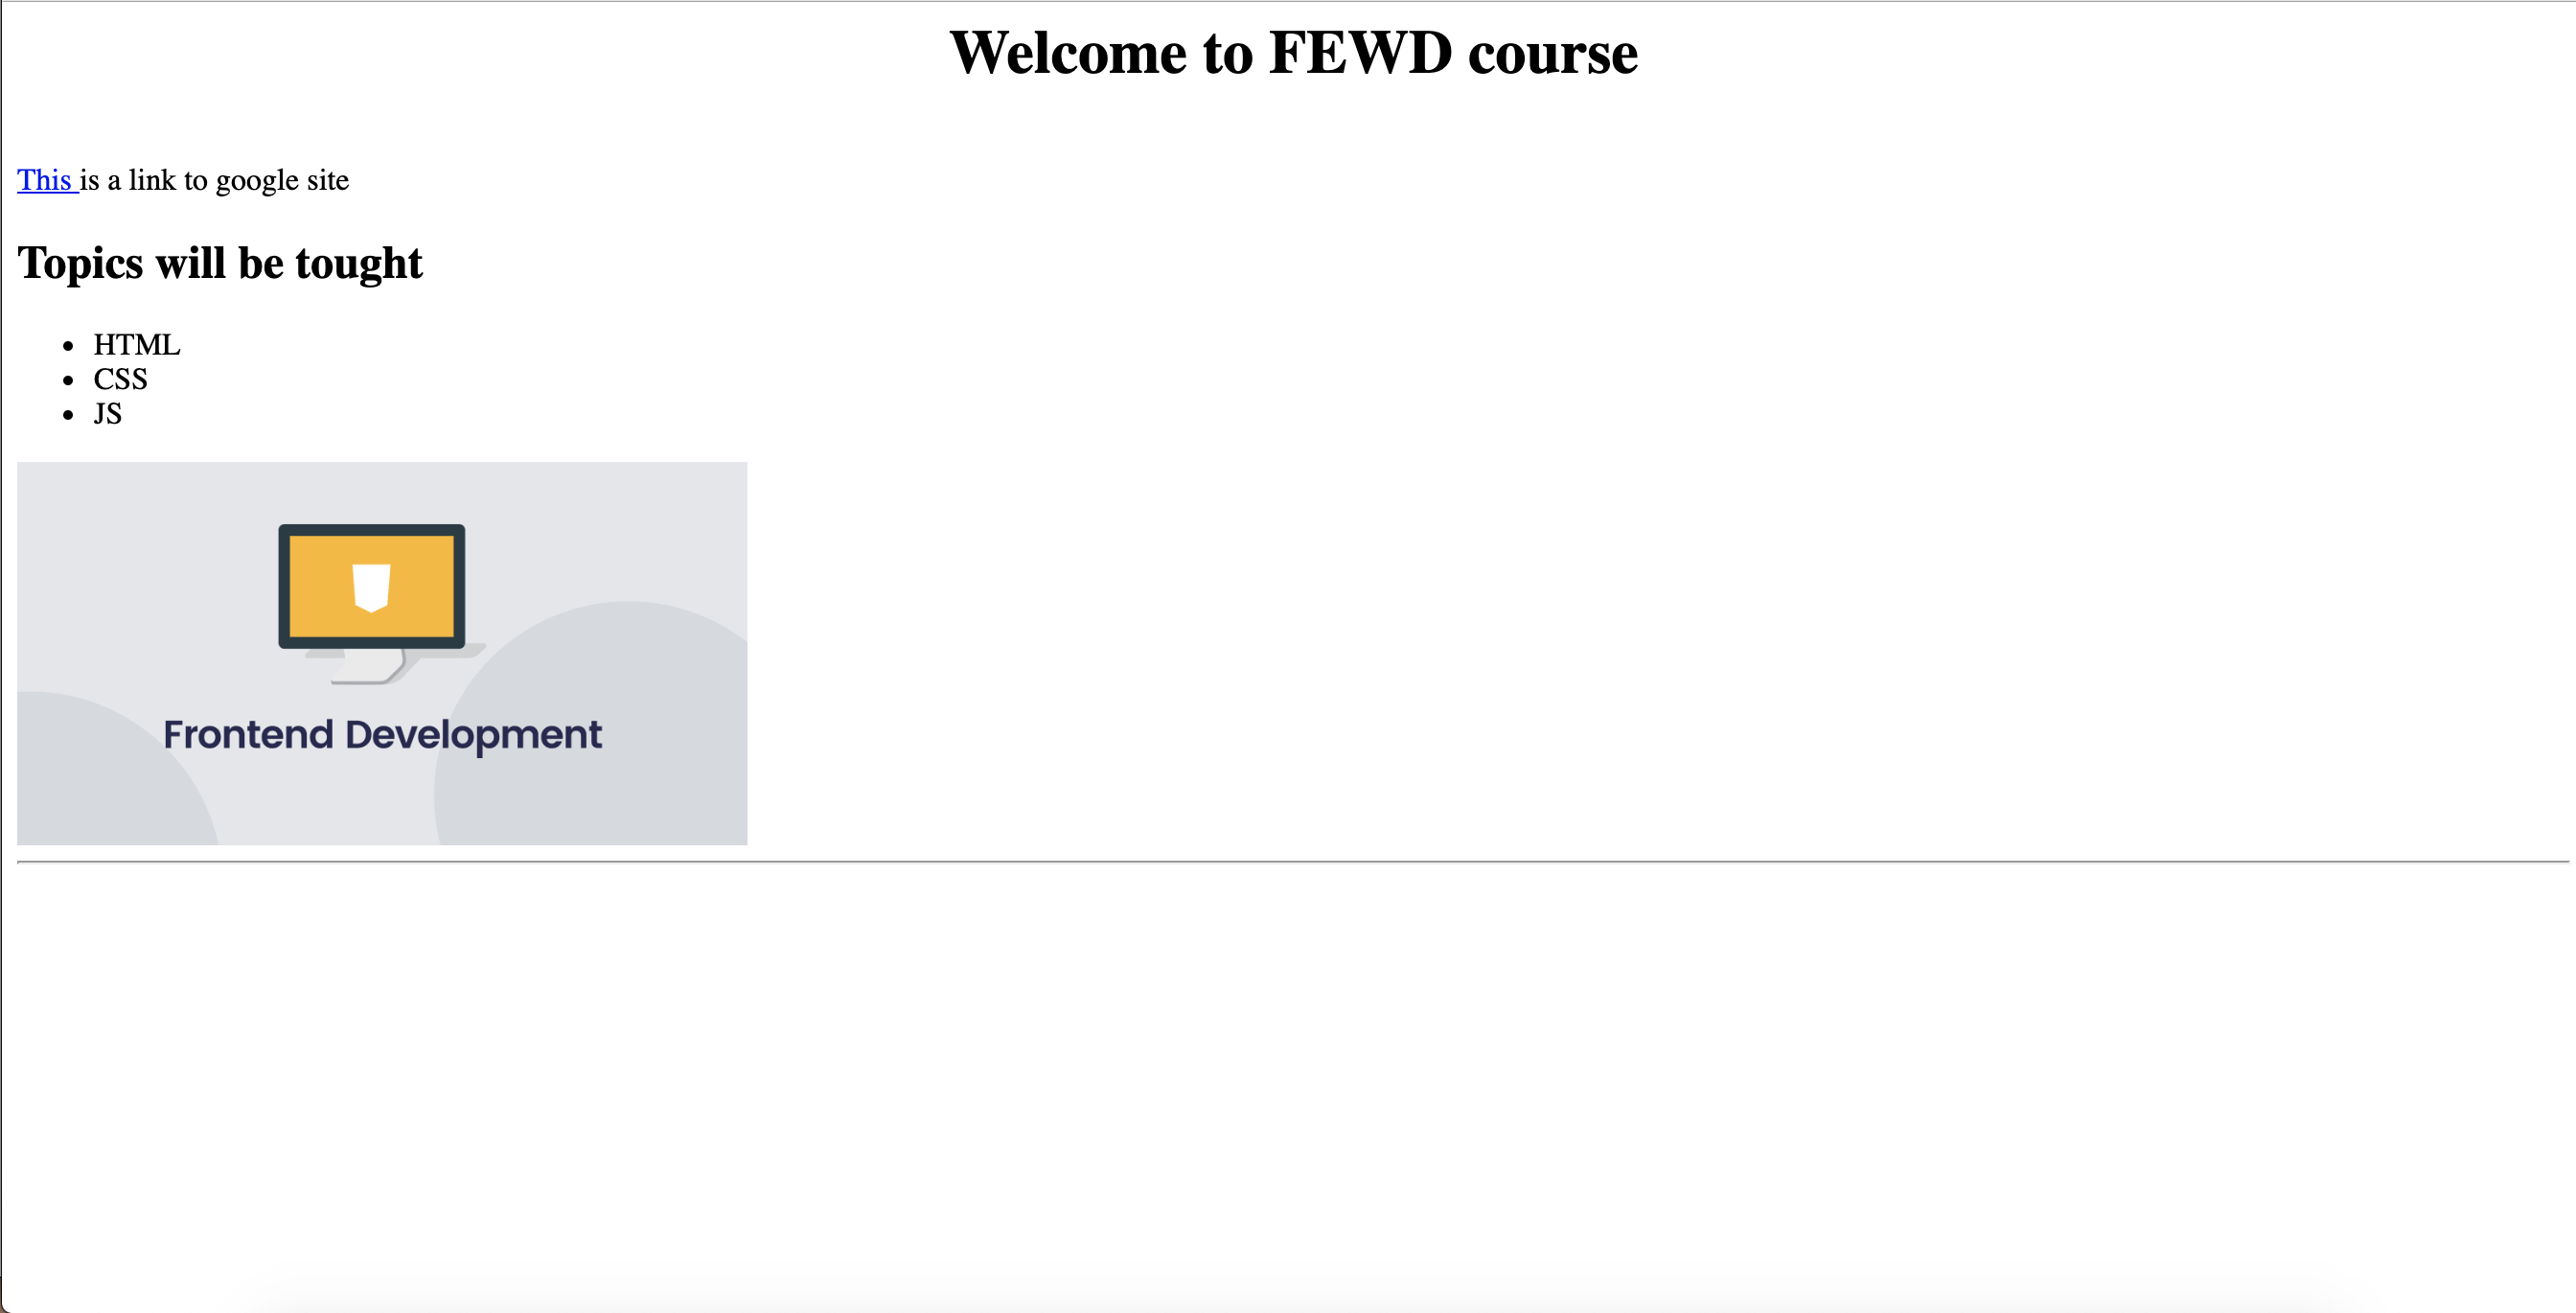 Welcome to FEWD course
This is a link to google site
Topics will be tought
HTML
CSS
JS
Frontend Development